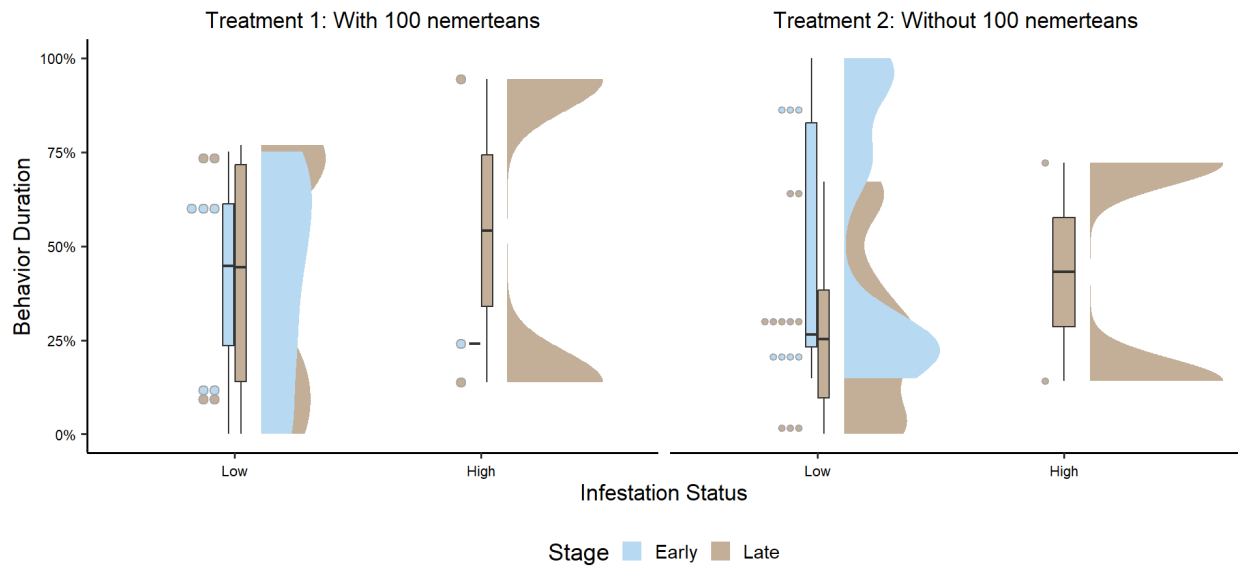 Treatment 1: With 100 nemerteans
Treatment 2: Without 100 nemerteans
Behavior Duration
100%
75%
50%
25%
0%
Low
High
Low
High
Infestation Status
Stage
Early
Late